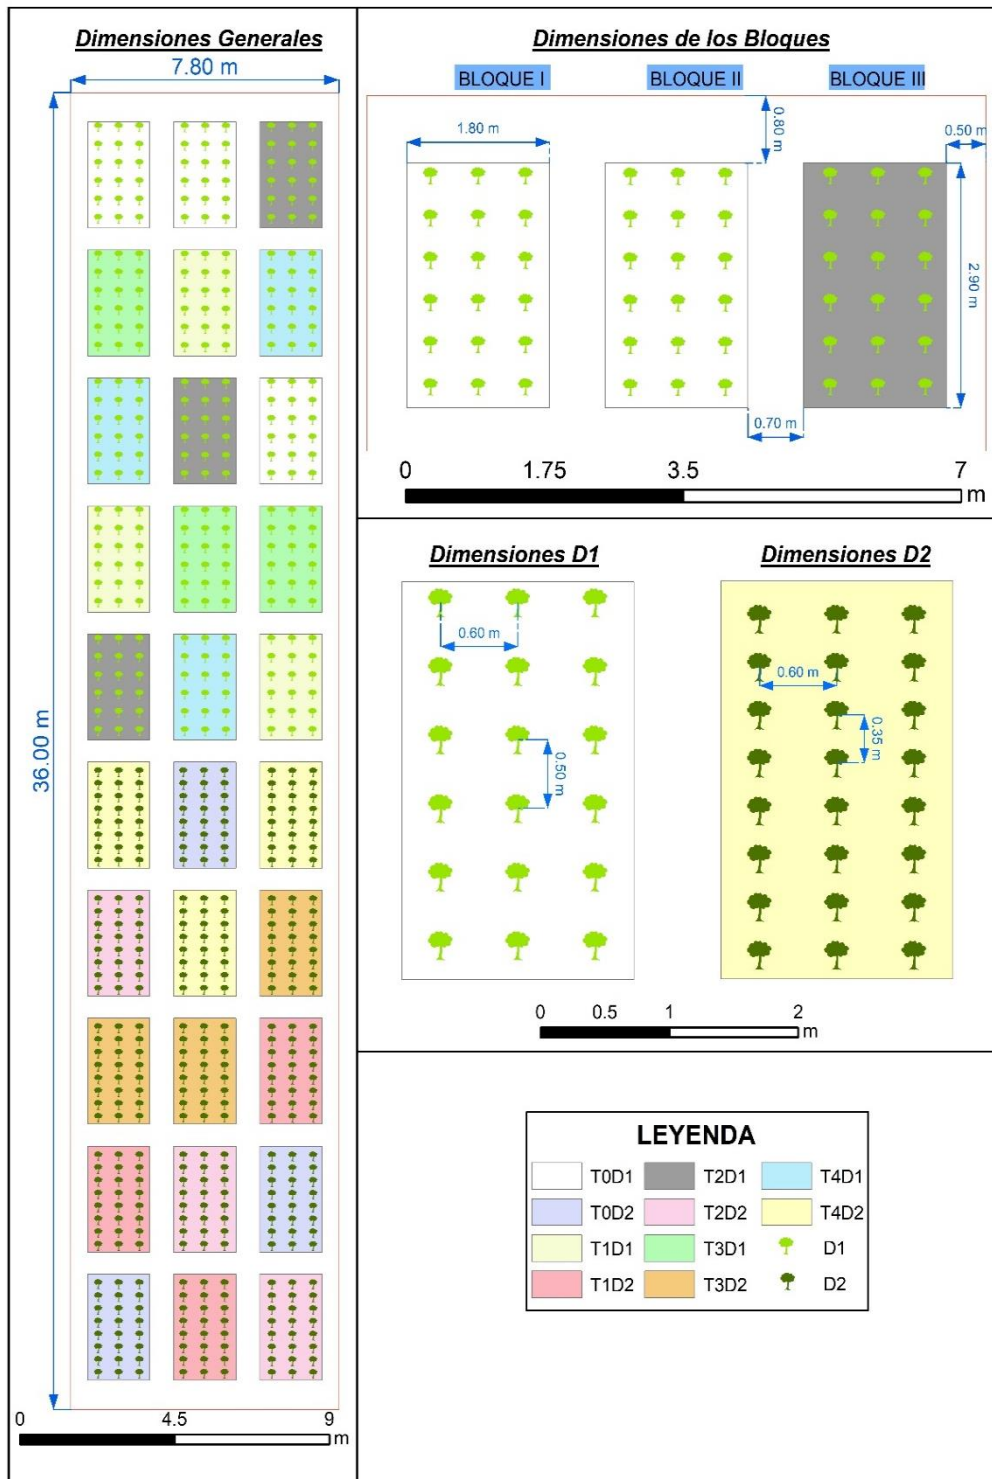 Dimensiones Generales
7.80 m
36.00 m
0 4.5 9
m
Dimensiones de los Bloques
BLOQUE I BLOQUE II BLOQUE III
1.80 m
0.80 m
0.50 m
2.90 m
0.70 m
0 1.75 3.5 7
m
Dimensiones D1
0.60 m
0.50 m
Dimensiones D2
0.60 m
0.35 m
0 0.5 1 2
m
LEYENDA
T0D1 T2D1 T4D1
T0D2 T2D2 T4D2
T1D1 T3D1 D1
T1D2 T3D2 D2